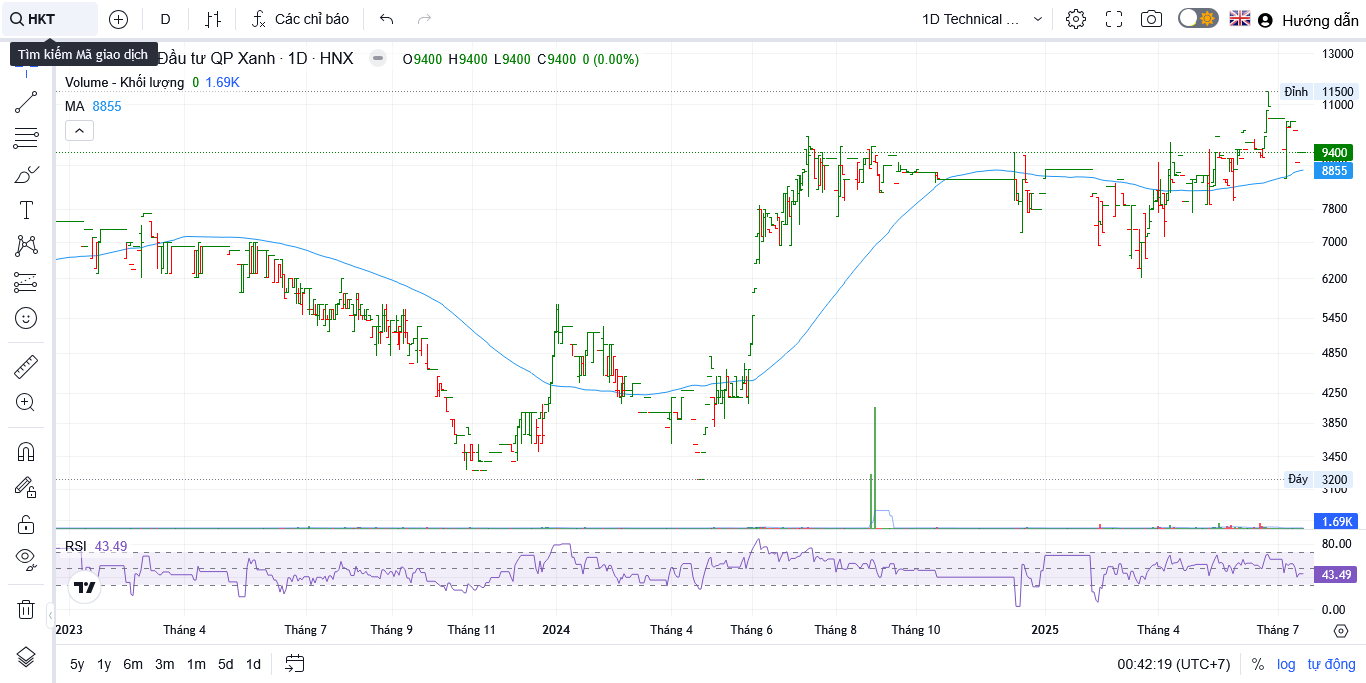 HKT
D
Các chỉ báo
1D Technical ...
Hướng dẫn
Tìm kiếm Mã giao dịch
Đầu tư QP Xanh · 1D · HNX
O9400 H9400 L9400 C9400 0 (0.00%)
Volume - Khối lượng 0 1.69K
MA 8855
13000
Đỉnh 11500
11000
9400
8855
7800
7000
6200
5450
4850
4250
3850
3450
Đáy 3200
3100
1.69K
RSI 43.49
80.00
43.49
0.00
2023 Tháng 4 Tháng 7 Tháng 9 Tháng 11 2024 Tháng 4 Tháng 6 Tháng 8 Tháng 10 2025 Tháng 4 Tháng 7
5y 1y 6m 3m 1m 5d 1d
00:42:19 (UTC+7) % log tự động